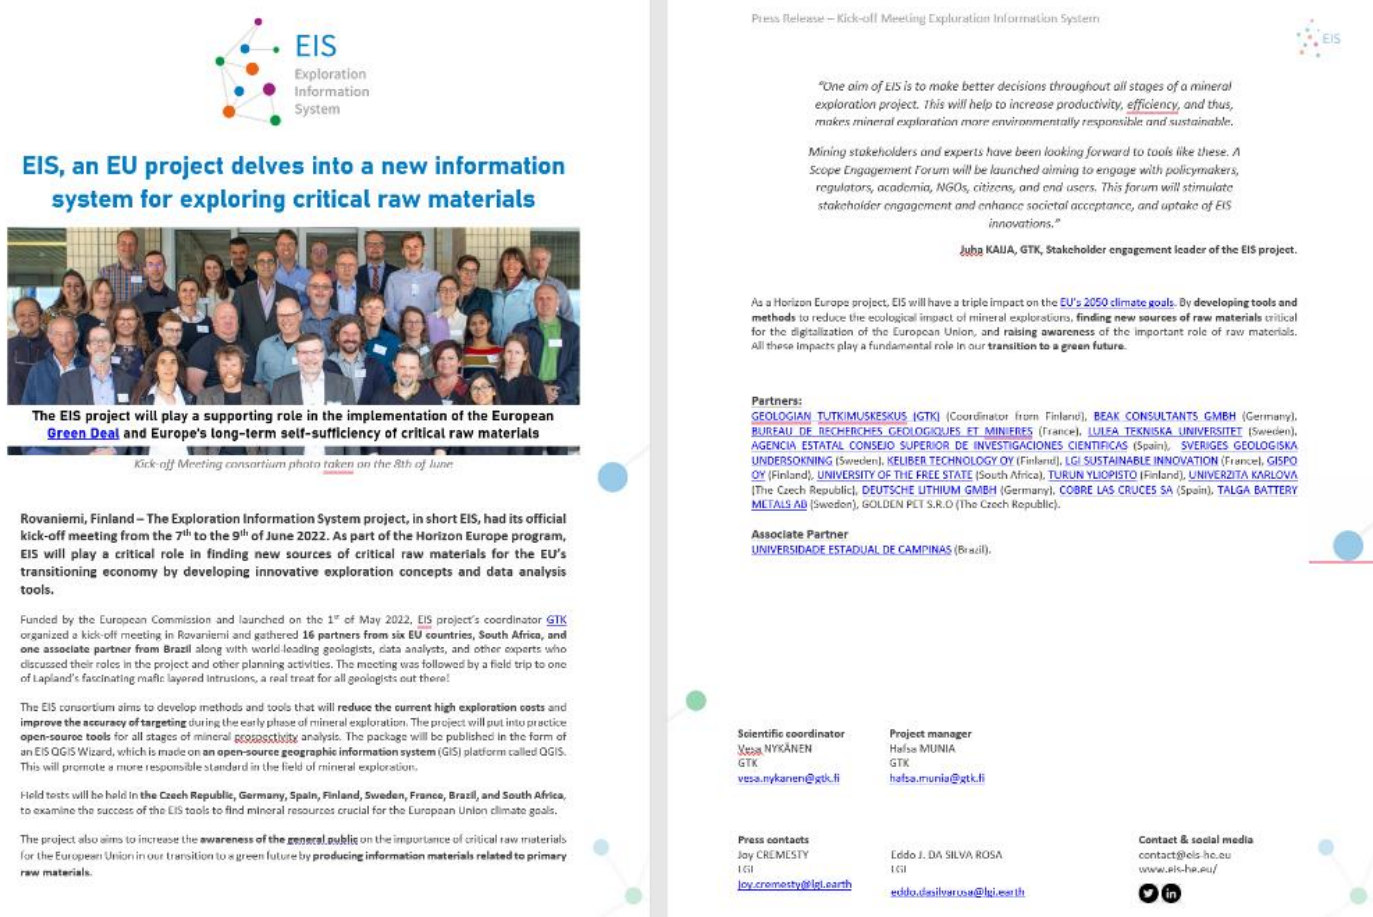 EIS
Exploration
Information
System
EIS, an EU project delves into a new information
system for exploring critical raw materials
The EIS project will play a supporting role in the implementation of the European
Green Deal and Europe's long-term self-sufficiency of critical raw materials
Kick-off Meeting consortium photo taken on the 8th of June
Rovaniemi, Finland – The Exploration Information System project, in short EIS, had its official
kick-off meeting from the 7th to the 9th of June 2022. As part of the Horizon Europe program,
EIS will play a critical role in finding new sources of critical raw materials for the EU's
transitioning economy by developing innovative exploration concepts and data analysis
tools.
Funded by the European Commission and launched on the 1st of May 2022, EIS project's coordinator GTK
organized a kick-off meeting in Rovaniemi and gathered 16 partners from six EU countries, South Africa, and
one associate partner from Brazil along with world-leading geologists, data analysts, and other experts who
discussed their roles in the project and other planning activities. The meeting was followed by a field trip to one
of Lapland's fascinating mafic layered intrusions, a real treat for all geologists out there!
The EIS consortium aims to develop methods and tools that will reduce the current high exploration costs and
improve the accuracy of targeting during the early phase of mineral exploration. The project will put into practice
open-source tools for all stages of mineral prospectivity analysis. The package will be published in the form of
an EIS QGIS Wizard, which is made on an open-source geographic information system (GIS) platform called QGIS.
This will promote a more responsible standard in the field of mineral exploration.
Field tests will be held in the Czech Republic, Germany, Spain, Finland, Sweden, France, Brazil, and South Africa,
to examine the success of the EIS tools to find mineral resources crucial for the European Union climate goals.
The project also aims to increase the awareness of the general public on the importance of critical raw materials
for the European Union in our transition to a green future by producing information materials related to primary
raw materials.
Press Release – Kick-off Meeting Exploration Information System
EIS
"One aim of EIS is to make better decisions throughout all stages of a mineral
exploration project. This will help to increase productivity, efficiency, and thus,
makes mineral exploration more environmentally responsible and sustainable.
Mining stakeholders and experts have been looking forward to tools like these. A
Scope Engagement Forum will be launched aiming to engage with policymakers,
regulators, academia, NGOs, citizens, and end users. This forum will stimulate
stakeholder engagement and enhance societal acceptance, and uptake of EIS
innovations."
Juha KAIJA, GTK, Stakeholder engagement leader of the EIS project.
As a Horizon Europe project, EIS will have a triple impact on the EU's 2050 climate goals. By developing tools and
methods to reduce the ecological impact of mineral explorations, finding new sources of raw materials critical
for the digitalization of the European Union, and raising awareness of the important role of raw materials.
All these impacts play a fundamental role in our transition to a green future.
Partners:
GEOLOGIAN TUTKIMUSKESKUS (GTK) (Coordinator from Finland), BEAK CONSULTANTS GMBH (Germany),
BUREAU DE RECHERCHES GEOLOGIQUES ET MINIERES (France), LULEA TEKNISKA UNIVERSITET (Sweden),
AGENCIA ESTATAL CONSEJO SUPERIOR DE INVESTIGACIONES CIENTIFICAS (Spain), SVERIGES GEOLOGISKA
UNDERSOKNING (Sweden), KELIBER TECHNOLOGY OY (Finland), LGI SUSTAINABLE INNOVATION (France), GISPO
OY (Finland), UNIVERSITY OF THE FREE STATE (South Africa), TURUN YLIOPISTO (Finland), UNIVERZITA KARLOVA
(The Czech Republic), DEUTSCHE LITHIUM GMBH (Germany), COBRE LAS CRUCES SA (Spain), TALGA BATTERY
METALS AB (Sweden), GOLDEN PET S.R.O (The Czech Republic).
Associate Partner
UNIVERSIDADE ESTADUAL DE CAMPINAS (Brazil).
Scientific coordinator
Vesa NYKÄNEN
GTK
vesa.nykanen@gtk.fi
Project manager
Hafsa MUNIA
GTK
hafsa.munia@gtk.fi
Press contacts
Joy CREMESTY
LGI
joy.cremesty@lgi.earth
Eddo J. DA SILVA ROSA
LGI
eddo.dasilvarosa@lgi.earth
Contact & social media
contact@eis-he.eu
www.eis-he.eu/